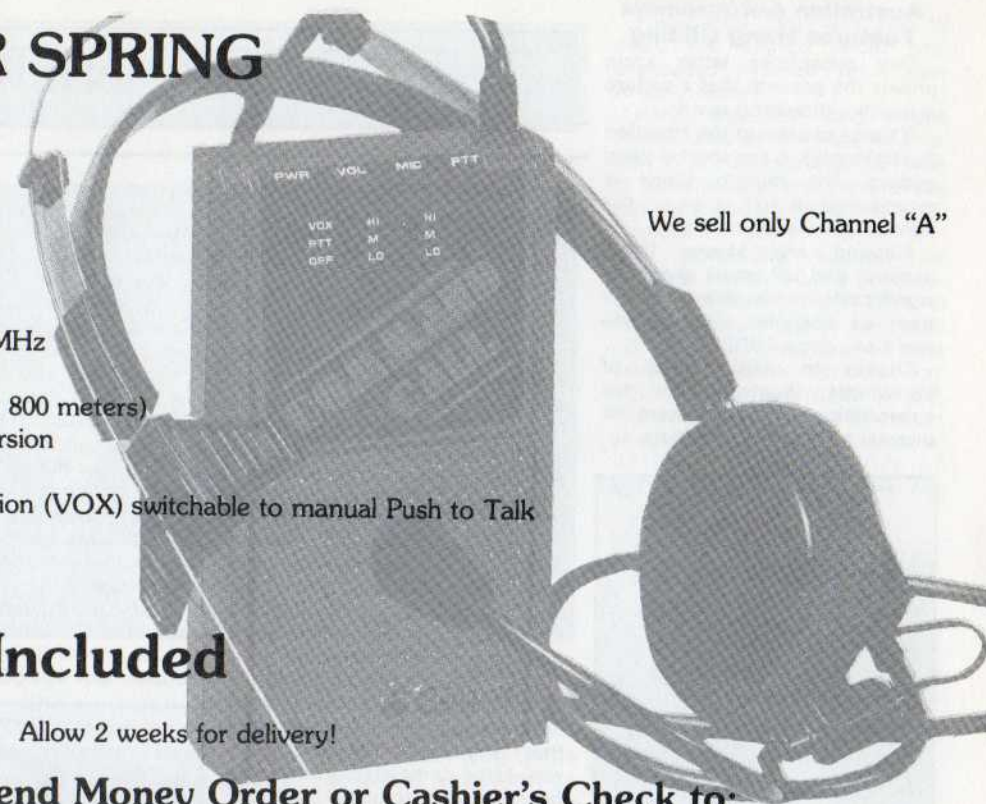 R SPRING
PWR VOL MIC PTT
VOX HI HI
PTT M M
OFF LO LO
We sell only Channel "A"
MHz
800 meters)
rsion
ion (VOX) switchable to manual Push to Talk
Included
Allow 2 weeks for delivery!
end Money Order or Cashier's Check to: